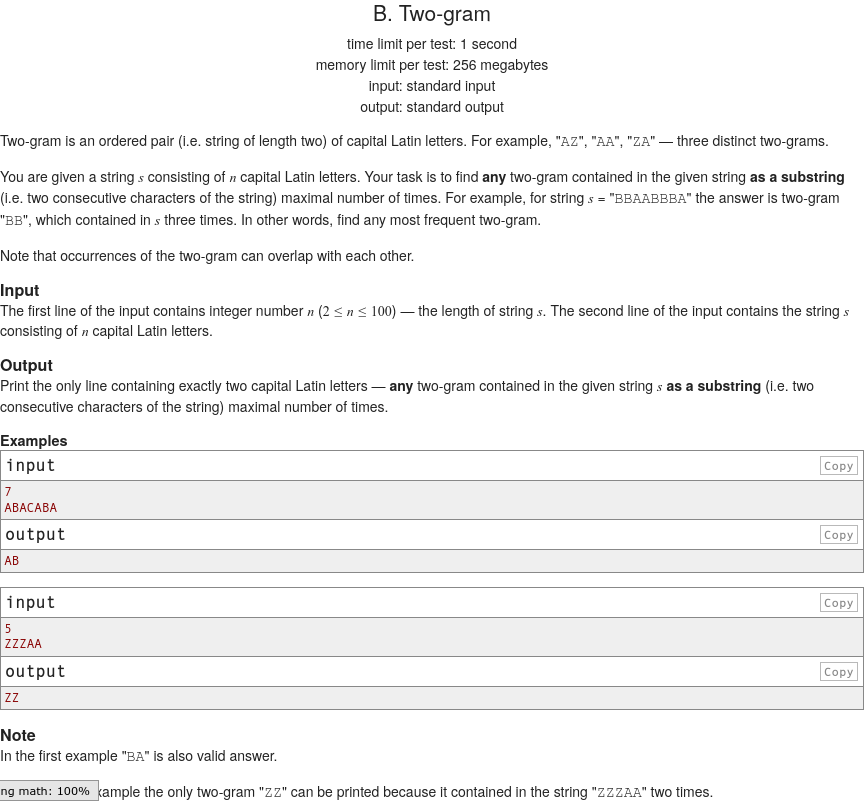 B. Two-gram
time limit per test: 1 second
memory limit per test: 256 megabytes
input: standard input
output: standard output
Two-gram is an ordered pair (i.e. string of length two) of capital Latin letters. For example, "AZ", "AA", "ZA" — three distinct two-grams.
You are given a string s consisting of n capital Latin letters. Your task is to find any two-gram contained in the given string as a substring
(i.e. two consecutive characters of the string) maximal number of times. For example, for string s = "BBAABBBA" the answer is two-gram
"BB", which contained in s three times. In other words, find any most frequent two-gram.
Note that occurrences of the two-gram can overlap with each other.
Input
The first line of the input contains integer number n (2 ≤ n ≤ 100) — the length of string s. The second line of the input contains the string s
consisting of n capital Latin letters.
Output
Print the only line containing exactly two capital Latin letters — any two-gram contained in the given string s as a substring (i.e. two
consecutive characters of the string) maximal number of times.
Examples
input Copy
7
ABACABA
output Copy
AB
input Copy
5
ZZZAA
output Copy
ZZ
Note
In the first example "BA" is also valid answer.
ng math: 100% xample the only two-gram "ZZ" can be printed because it contained in the string "ZZZAA" two times.